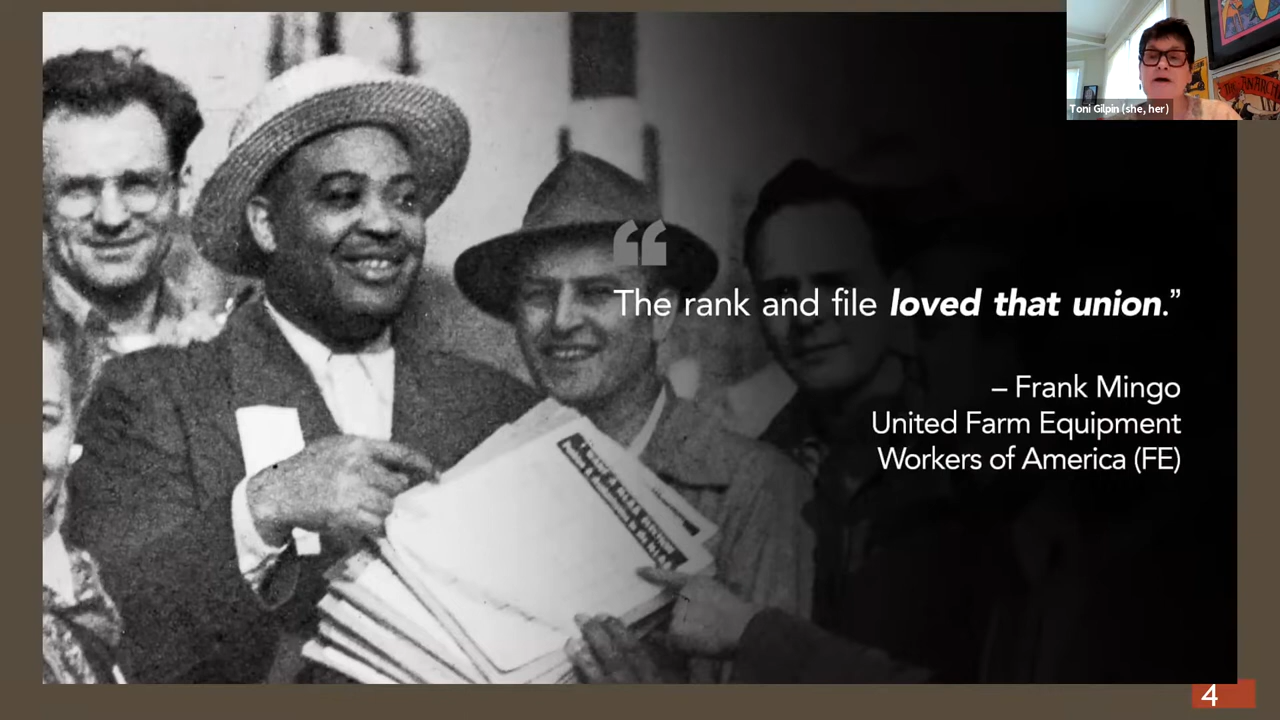 Toni Gilpin (she, her)
“
The rank and file loved that union.”
– Frank Mingo
United Farm Equipment
Workers of America (FE)
4